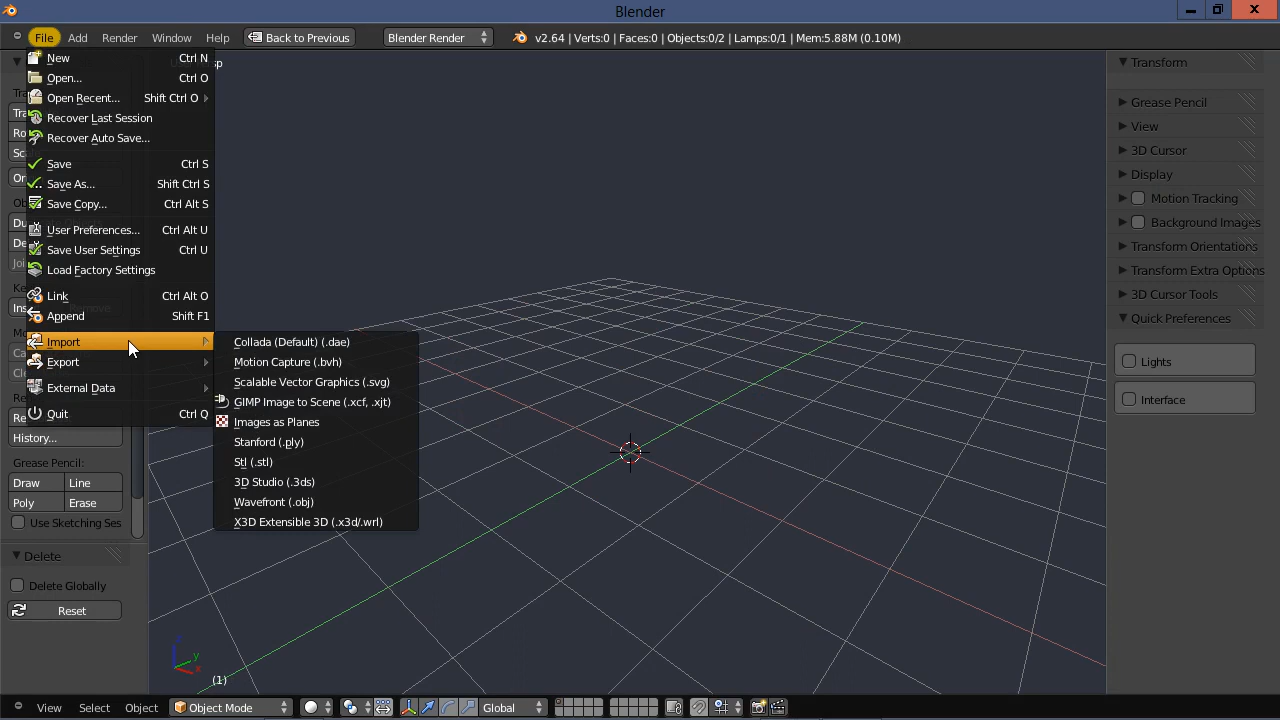 Blender
File Add Render Window Help Back to Previous Blender Render v2.64 | Verts:0 | Faces:0 | Objects:0/2 | Lamps:0/1 | Mem:5.88M (0.10M)
New Ctrl N
Open... Ctrl O
Open Recent... Shift Ctrl O
Recover Last Session
Recover Auto Save...
Save Ctrl S
Save As... Shift Ctrl S
Save Copy... Ctrl Alt S
User Preferences... Ctrl Alt U
Save User Settings Ctrl U
Load Factory Settings
Link Ctrl Alt O
Append Shift F1
Import
Export
External Data
Quit Ctrl Q
Collada (Default) (.dae)
Motion Capture (.bvh)
Scalable Vector Graphics (.svg)
GIMP Image to Scene (.xcf, .xjt)
Images as Planes
Stanford (.ply)
Stl (.stl)
3D Studio (.3ds)
Wavefront (.obj)
X3D Extensible 3D (.x3d/.wrl)
History...
Grease Pencil:
Draw Line
Poly Erase
Use Sketching Ses
Delete
Delete Globally
Reset
Transform
Grease Pencil
View
3D Cursor
Display
Motion Tracking
Background Images
Transform Orientations
Transform Extra Options
3D Cursor Tools
Quick Preferences
Lights
Interface
z
y
x
(1)
View Select Object Object Mode Global